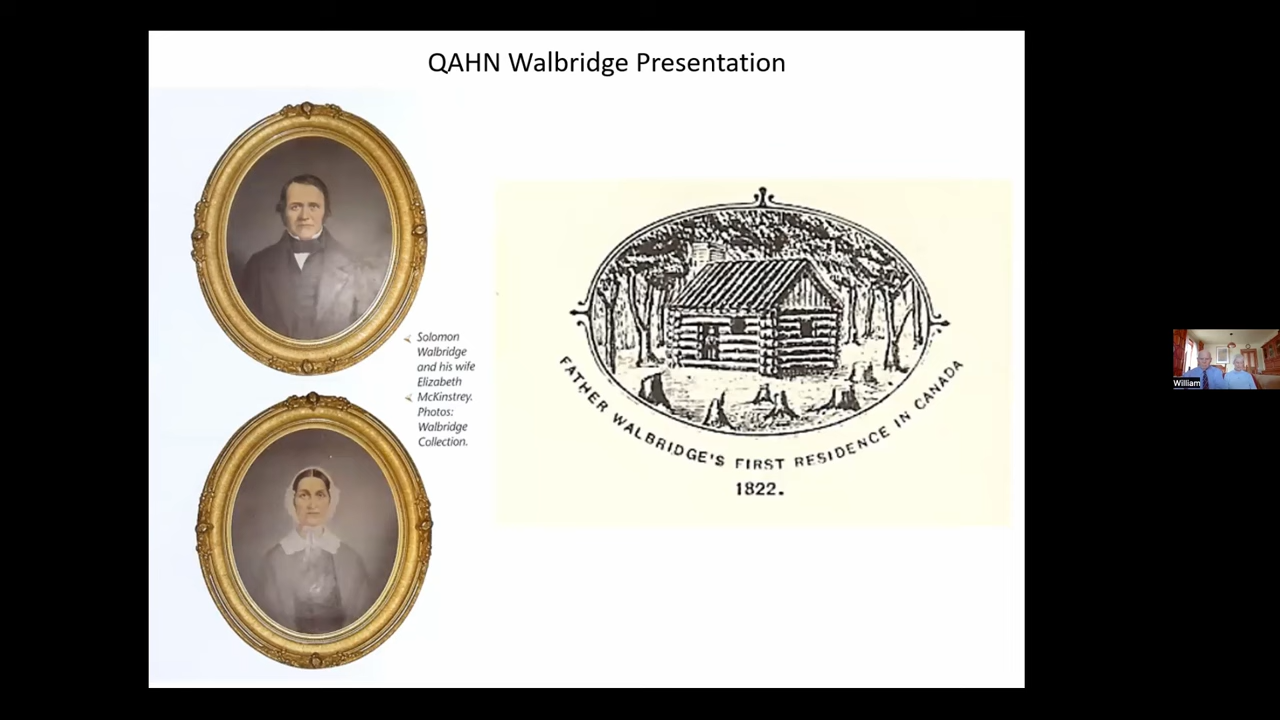 QAHN Walbridge Presentation
Solomon
Walbridge
and his wife
Elizabeth
McKinstrey.
Photos:
Walbridge
Collection.
FATHER WALBRIDGE'S FIRST RESIDENCE IN CANADA
1822.
William